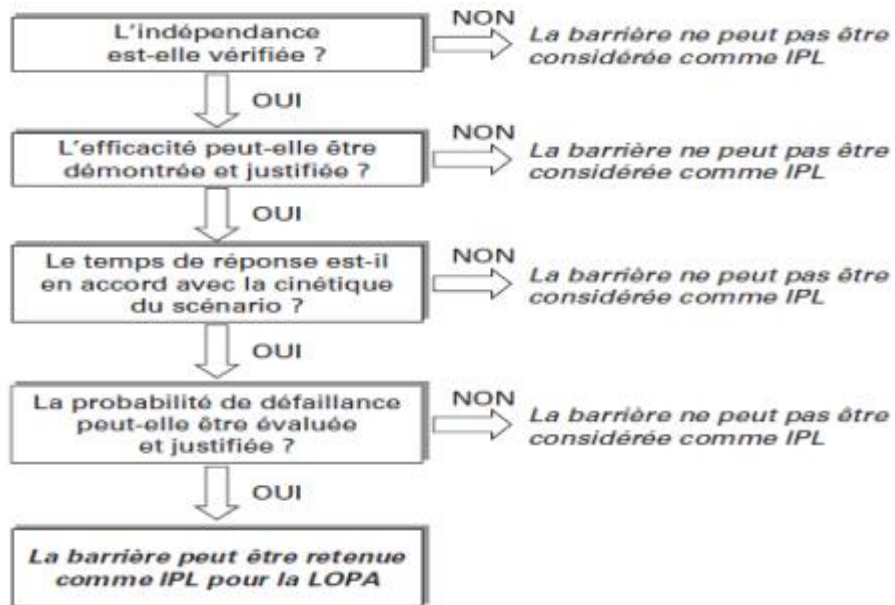 L'indépendance
est-elle vérifiée ?
NON
La barrière ne peut pas être
considérée comme IPL
OUI
L'efficacité peut-elle être
démontrée et justifiée ?
NON
La barrière ne peut pas être
considérée comme IPL
OUI
Le temps de réponse est-il
en accord avec la cinétique
du scénario ?
NON
La barrière ne peut pas être
considérée comme IPL
OUI
La probabilité de défaillance
peut-elle être évaluée
et justifiée ?
NON
La barrière ne peut pas être
considérée comme IPL
OUI
La barrière peut être retenue
comme IPL pour la LOPA